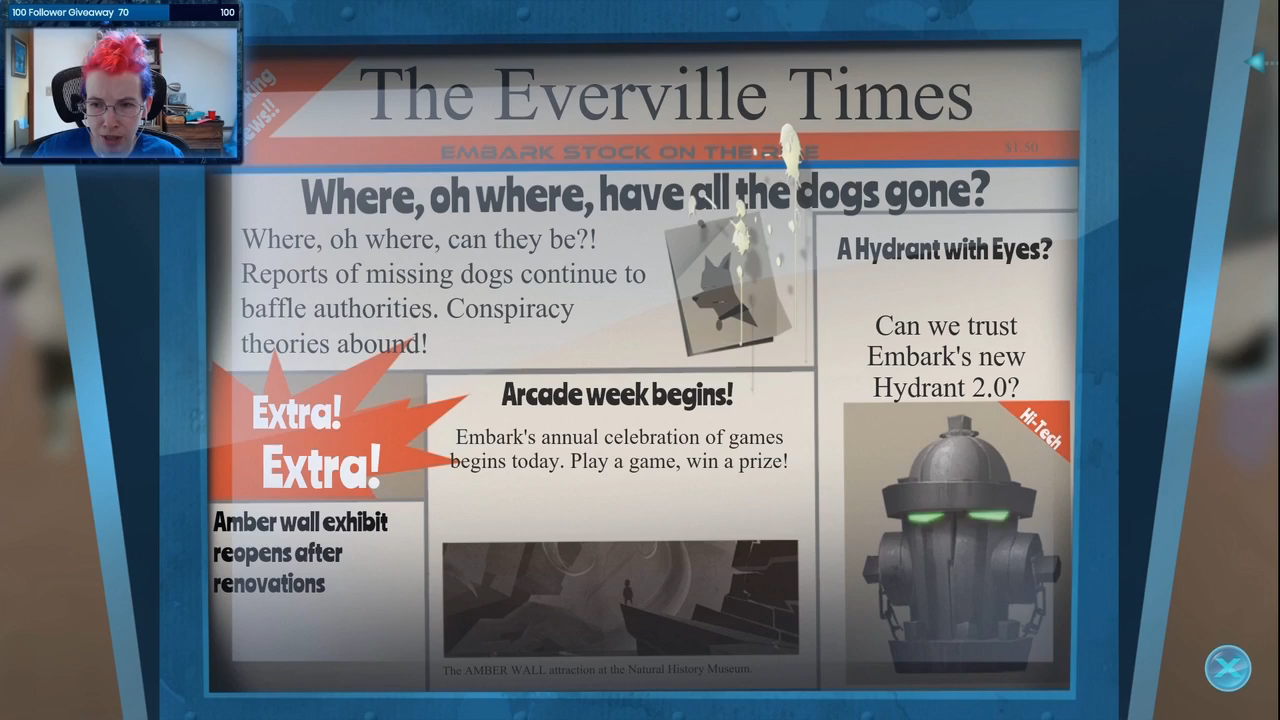 100 Follower Giveaway 70 100
The Everville Times
EMBARK STOCK ON THE
$1.50
Where, oh where, have all the dogs gone?
Where, oh where, can they be?!
Reports of missing dogs continue to
baffle authorities. Conspiracy
theories abound!
A Hydrant with Eyes?
Can we trust
Embark's new
Hydrant 2.0?
Hi-Tech
Extra!
Extra!
Amber wall exhibit
reopens after
renovations
Arcade week begins!
Embark's annual celebration of games
begins today. Play a game, win a prize!
The AMBER WALL attraction at the Natural History Museum.
X